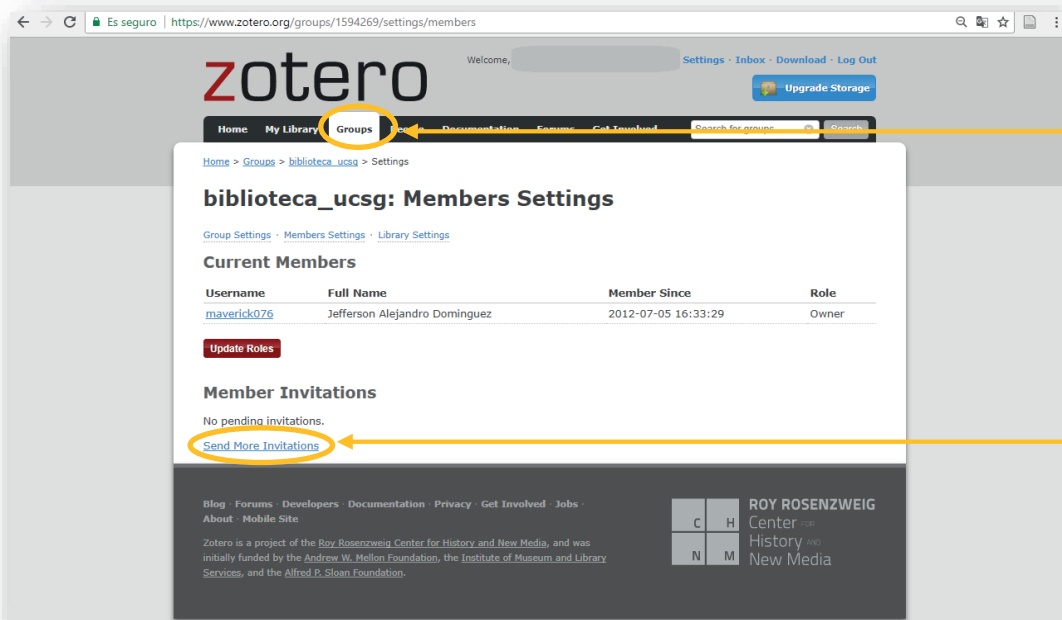 Es seguro | https://www.zotero.org/groups/1594269/settings/members
zotero
Welcome,
Settings · Inbox · Download · Log Out
Upgrade Storage
Home My Library Groups People Documentation Forums Get Involved Search for groups Search
Home > Groups > biblioteca_ucsg > Settings
biblioteca_ucsg: Members Settings
Group Settings · Members Settings · Library Settings
Current Members
Username Full Name Member Since Role
maverick076 Jefferson Alejandro Dominguez 2012-07-05 16:33:29 Owner
Update Roles
Member Invitations
No pending invitations.
Send More Invitations
Blog · Forums · Developers · Documentation · Privacy · Get Involved · Jobs ·
About · Mobile Site
Zotero is a project of the Roy Rosenzweig Center for History and New Media, and was
initially funded by the Andrew W. Mellon Foundation, the Institute of Museum and Library
Services, and the Alfred P. Sloan Foundation.
C H N M
ROY ROSENZWEIG
Center FOR
History AND
New Media